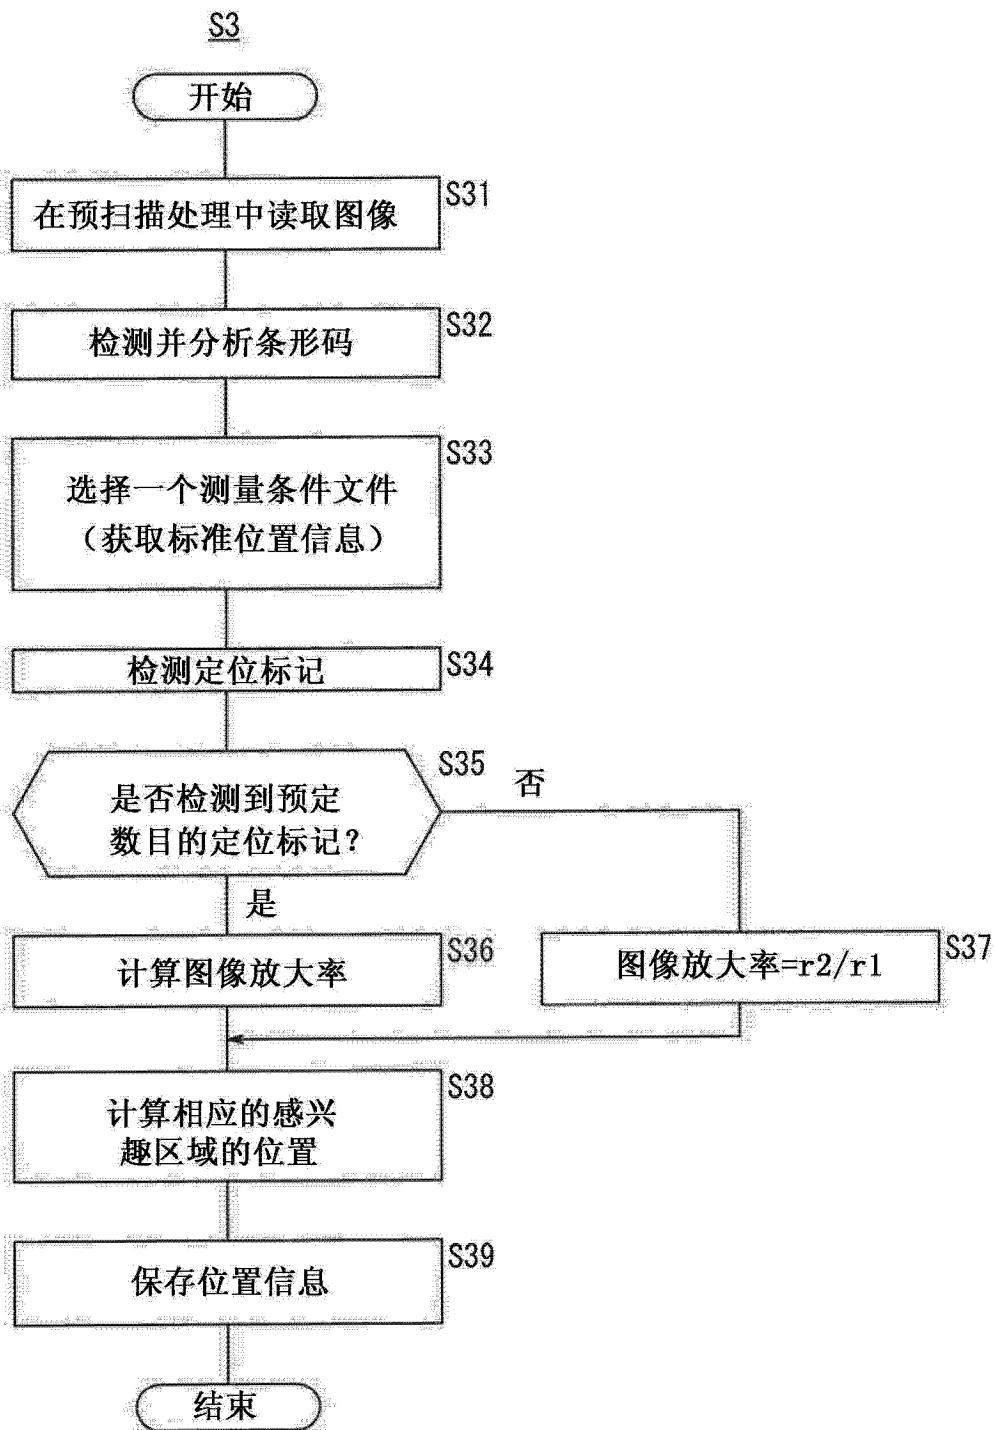 S3
开始
S31
在预扫描处理中读取图像
S32
检测并分析条形码
S33
选择一个测量条件文件
（获取标准位置信息）
S34
检测定位标记
S35
是否检测到预定
数目的定位标记？
否
是
S36
计算图像放大率
S37
图像放大率=r2/r1
S38
计算相应的感兴
趣区域的位置
S39
保存位置信息
结束